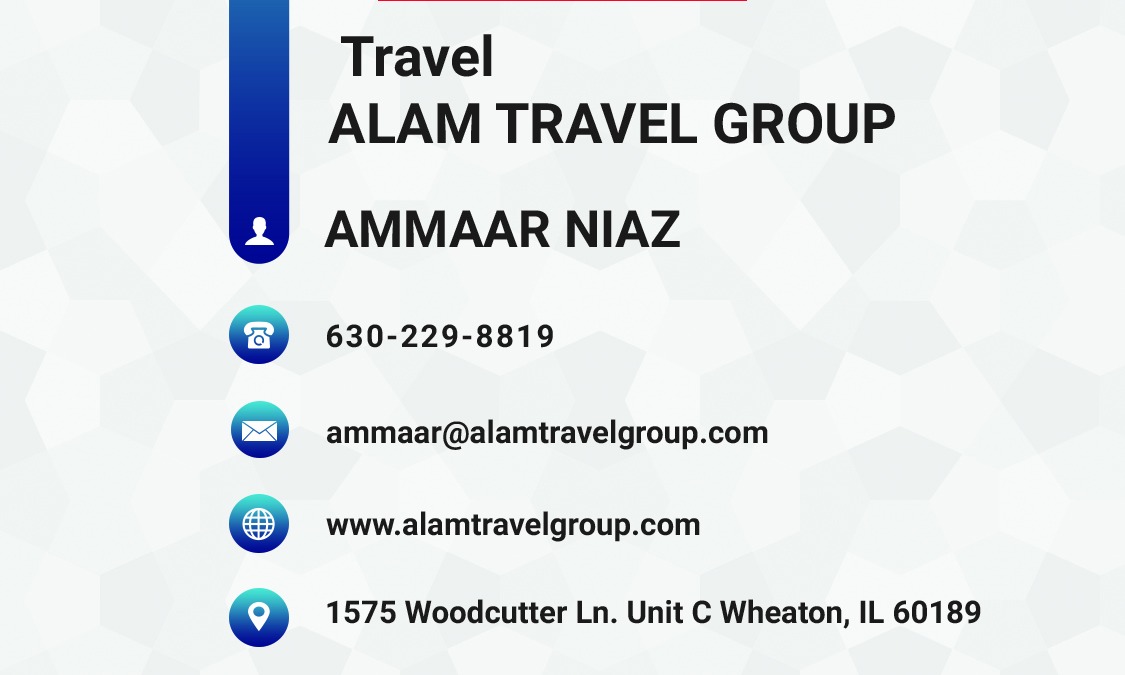 Travel
ALAM TRAVEL GROUP
AMMAAR NIAZ
630-229-8819
ammaar@alamtravelgroup.com
www.alamtravelgroup.com
1575 Woodcutter Ln. Unit C Wheaton, IL 60189